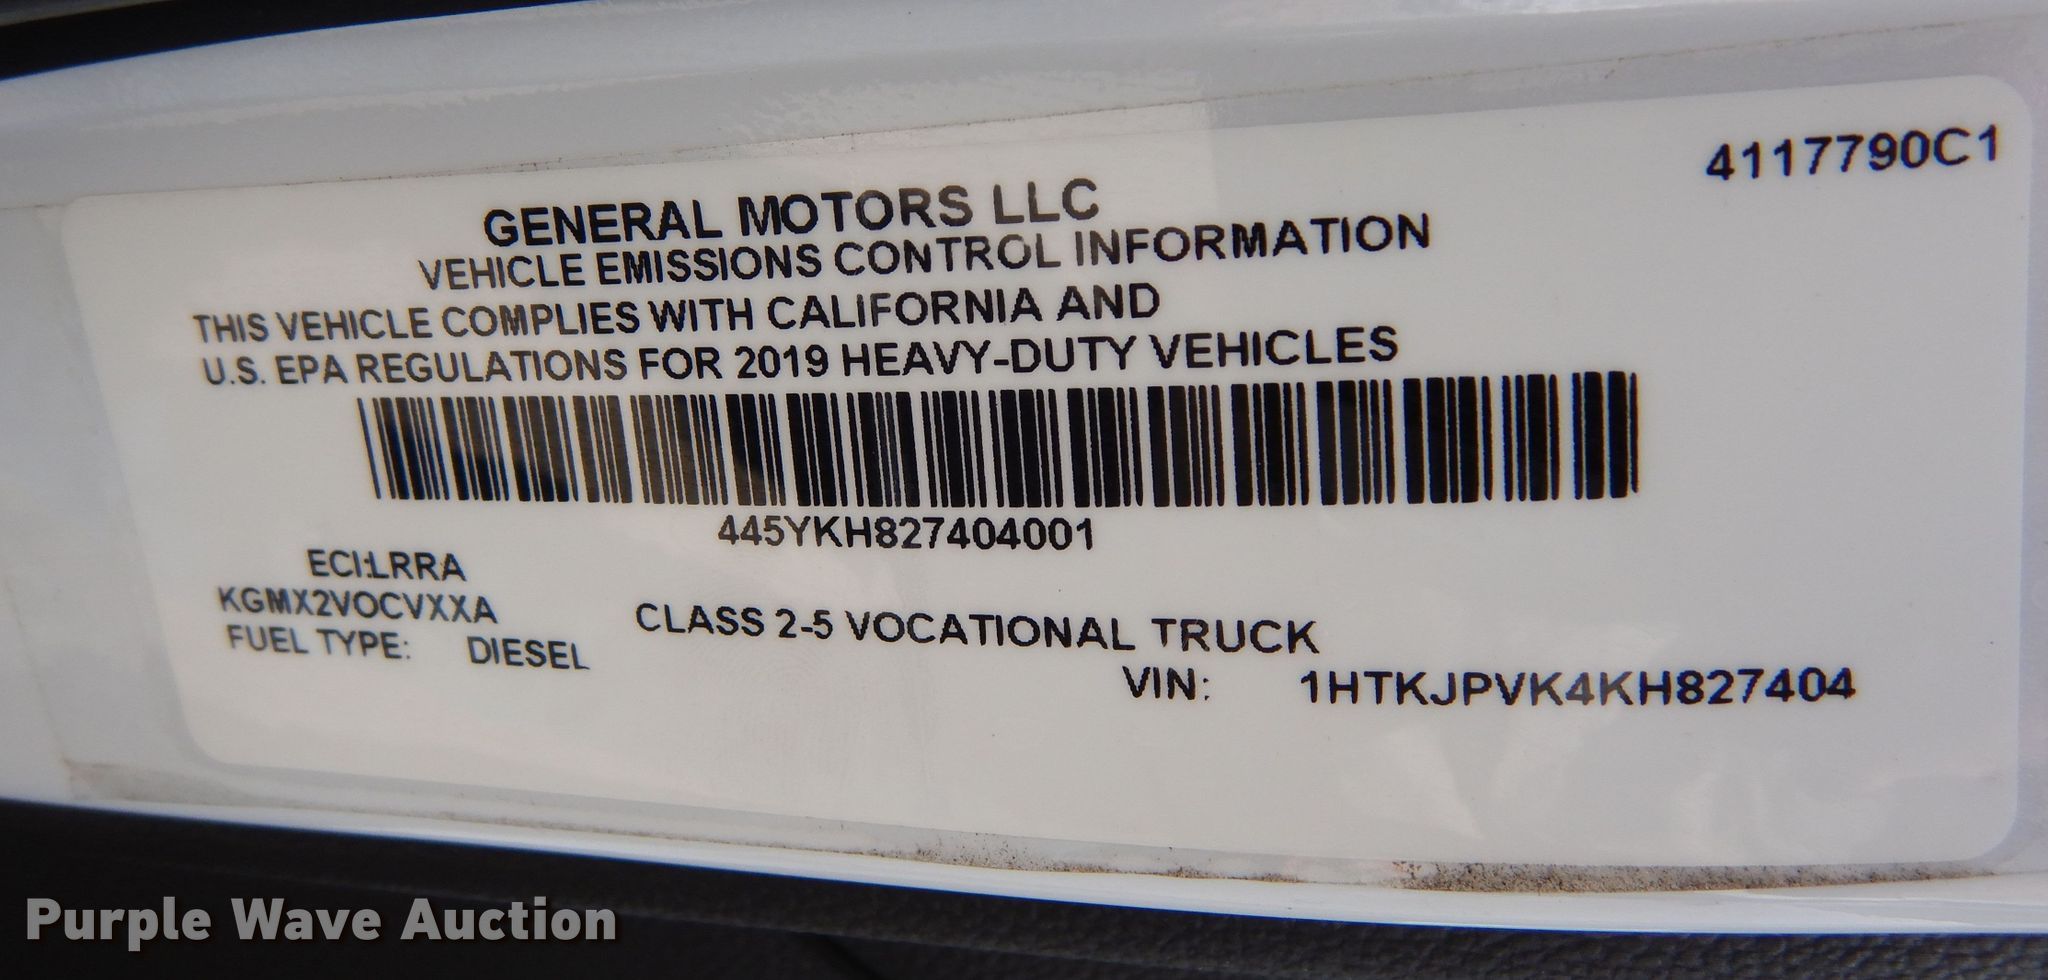 4117790C1
GENERAL MOTORS LLC
VEHICLE EMISSIONS CONTROL INFORMATION
THIS VEHICLE COMPLIES WITH CALIFORNIA AND
U.S. EPA REGULATIONS FOR 2019 HEAVY-DUTY VEHICLES
445YKH827404001
ECI:LRRA
KGMX2VOCVXXA
FUEL TYPE: DIESEL
CLASS 2-5 VOCATIONAL TRUCK
VIN: 1HTKJPVK4KH827404
Purple Wave Auction